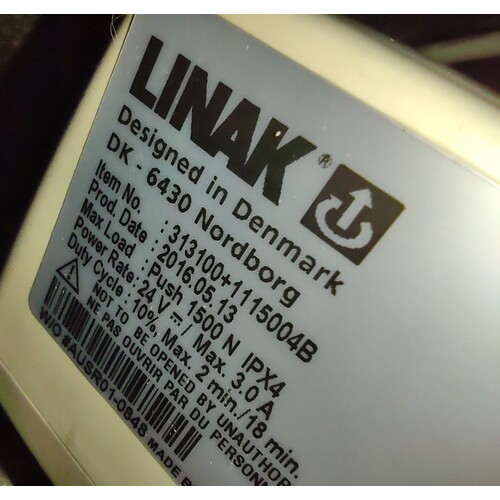 LINAK®
Designed in Denmark
DK - 6430 Nordborg
Item No. : 313100+1115004B
Prod. Date : 2016.05.13
Max Load : Push 1500 N IPX4
Power Rate : 24 V ⎓ / Max. 3.0 A
Duty Cycle : 10%, Max. 2 min./18 min.
NOT TO BE OPENED BY UNAUTHOR
NE PAS OUVRIR PAR DU PERSONN
W/O #AUSR01-0848 MADE